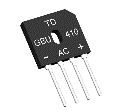 TD
GBU 410
- AC +